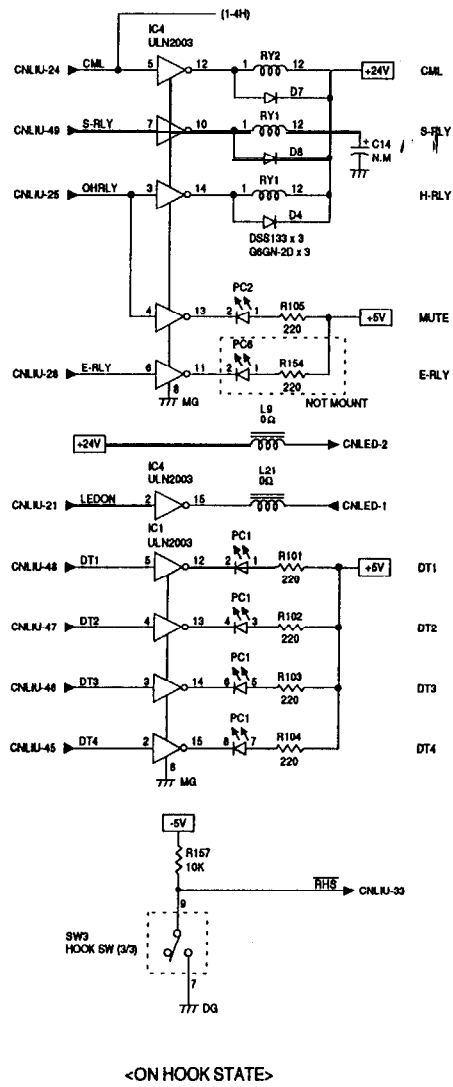 (1-4H)
IC4
ULN2003
CNLIU-24 CML 5 12 1 RY2 12 +24V CML
D7
CNLIU-49 S-RLY 7 10 1 RY1 12 S-RLY
D8 + C14
N.M
CNLIU-25 OHRLY 3 14 1 RY1 12 H-RLY
D4
DSS133 x 3
G6GN-2D x 3
4 13 PC2 2 1 R105 220 +5V MUTE
CNLIU-28 E-RLY 6 11 PC6 2 1 R154 220 E-RLY
8 MG
NOT MOUNT
L9
0Ω
+24V CNLED-2
IC4
ULN2003
L21
0Ω
CNLIU-21 LEDON 2 15 CNLED-1
IC1
ULN2003
CNLIU-48 DT1 5 12 PC1 2 1 R101 220 +5V DT1
CNLIU-47 DT2 4 13 PC1 4 3 R102 220 DT2
CNLIU-46 DT3 3 14 PC1 6 5 R103 220 DT3
CNLIU-45 DT4 2 15 PC1 8 7 R104 220 DT4
8 MG
-5V
R157
10K
RHS CNLIU-33
9
SW3
HOOK SW (3/3)
7
DG
<ON HOOK STATE>